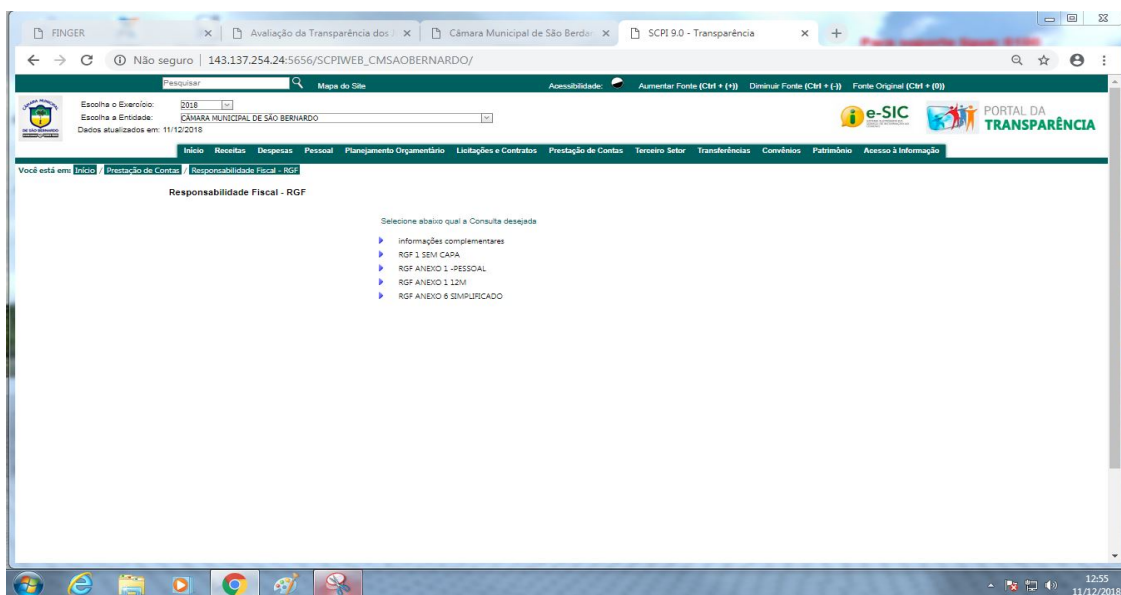 FINGER
Avaliação da Transparência dos
Câmara Municipal de São Berdar
SCPI 9.0 - Transparência
Não seguro | 143.137.254.24:5656/SCPIWEB_CMSAOBERNARDO/
Pesquisar
Mapa do Site
Acessibilidade:
Aumentar Fonte (Ctrl + (+))
Diminuir Fonte (Ctrl + (-))
Fonte Original (Ctrl + (0))
Escolha o Exercício: 2018
Escolha a Entidade: CÂMARA MUNICIPAL DE SÃO BERNARDO
Dados atualizados em: 11/12/2018
e-SIC
PORTAL DA
TRANSPARÊNCIA
Início Receitas Despesas Pessoal Planejamento Orçamentário Licitações e Contratos Prestação de Contas Terceiro Setor Transferências Convênios Patrimônio Acesso à Informação
Você está em: Início / Prestação de Contas / Responsabilidade Fiscal - RGF
Responsabilidade Fiscal - RGF
Selecione abaixo qual a Consulta desejada
informações complementares
RGF 1 SEM CAPA
RGF ANEXO 1 -PESSOAL
RGF ANEXO 1 12M
RGF ANEXO 6 SIMPLIFICADO
12:55
11/12/2018